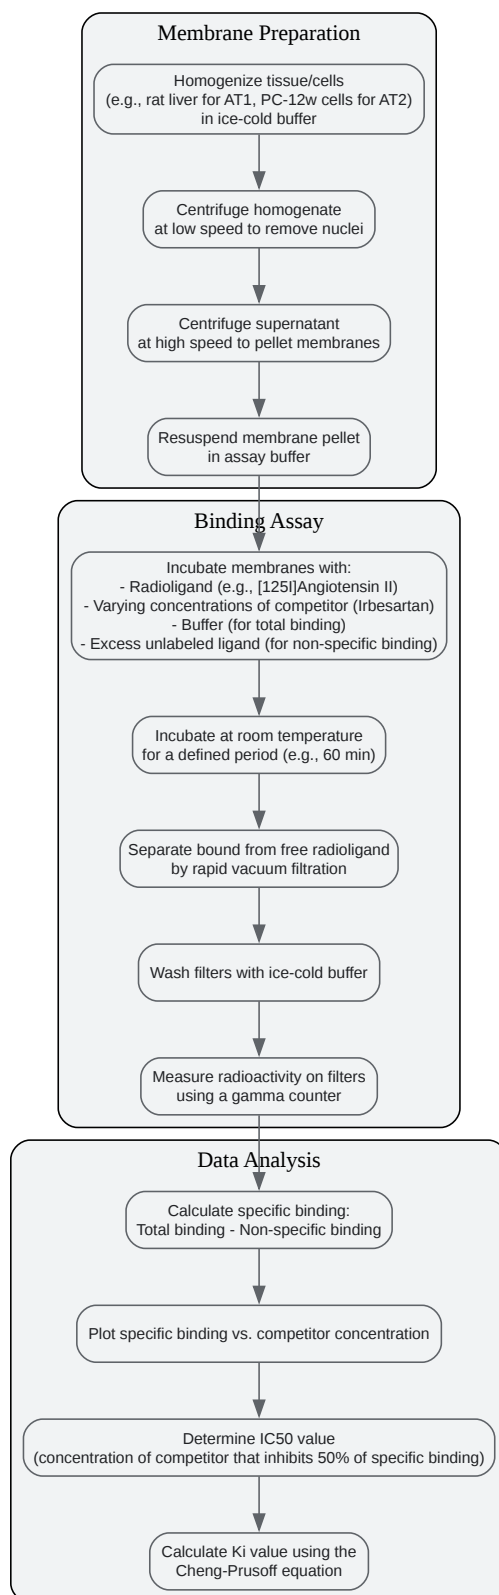 Membrane Preparation
Homogenize tissue/cells
(e.g., rat liver for AT1, PC-12w cells for AT2)
in ice-cold buffer
Centrifuge homogenate
at low speed to remove nuclei
Centrifuge supernatant
at high speed to pellet membranes
Resuspend membrane pellet
in assay buffer
Binding Assay
Incubate membranes with:
- Radioligand (e.g., [125I]Angiotensin II)
- Varying concentrations of competitor (Irbesartan)
- Buffer (for total binding)
- Excess unlabeled ligand (for non-specific binding)
Incubate at room temperature
for a defined period (e.g., 60 min)
Separate bound from free radioligand
by rapid vacuum filtration
Wash filters with ice-cold buffer
Measure radioactivity on filters
using a gamma counter
Data Analysis
Calculate specific binding:
Total binding - Non-specific binding
Plot specific binding vs. competitor concentration
Determine IC50 value
(concentration of competitor that inhibits 50% of specific binding)
Calculate Ki value using the
Cheng-Prusoff equation